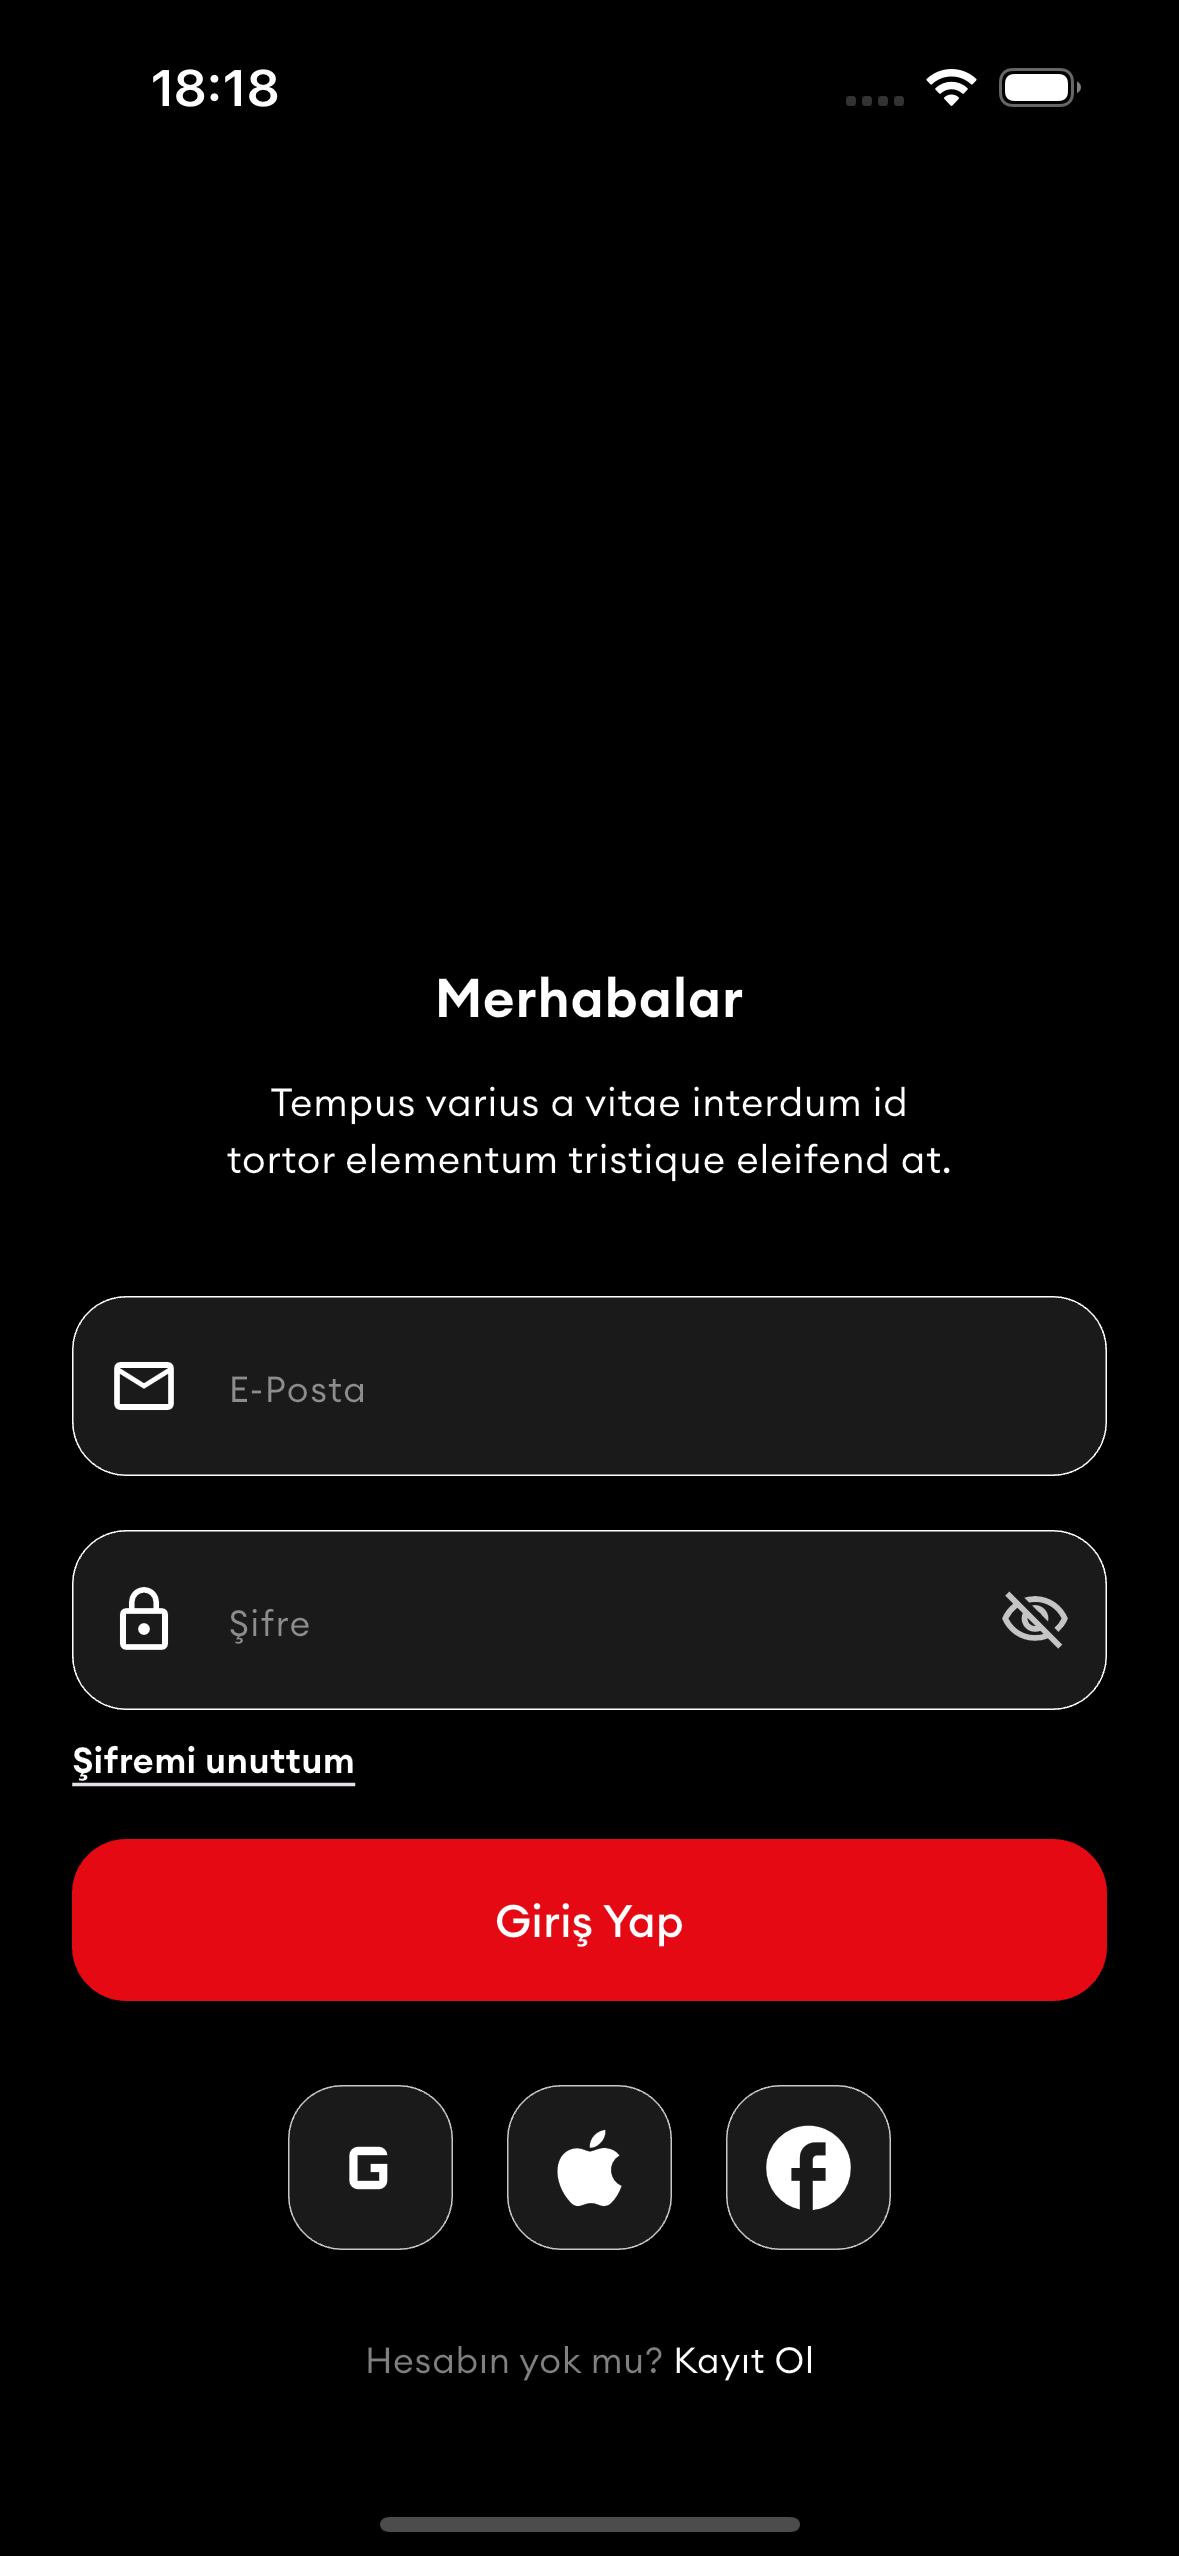 18:18
Merhabalar
Tempus varius a vitae interdum id
tortor elementum tristique eleifend at.
E-Posta
Şifre
Şifremi unuttum
Giriş Yap
G
Hesabın yok mu? Kayıt Ol